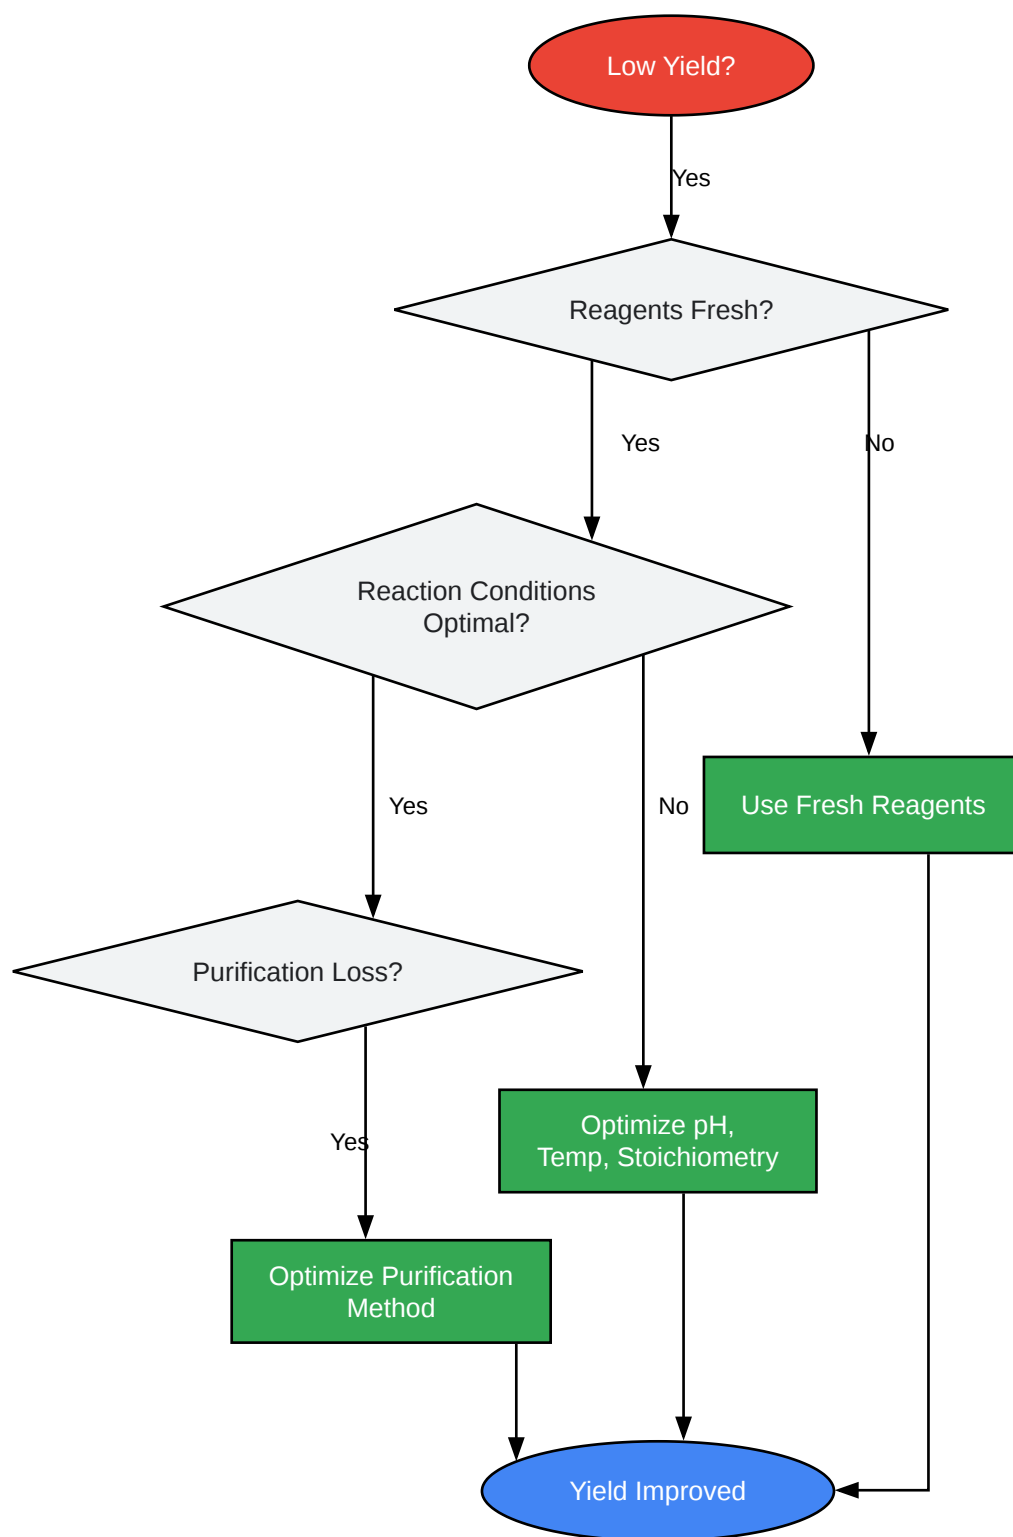 Low Yield?
Yes
Reagents Fresh?
Yes
No
Reaction Conditions
Optimal?
Yes
No
Use Fresh Reagents
Purification Loss?
Yes
Optimize pH,
Temp, Stoichiometry
Optimize Purification
Method
Yield Improved